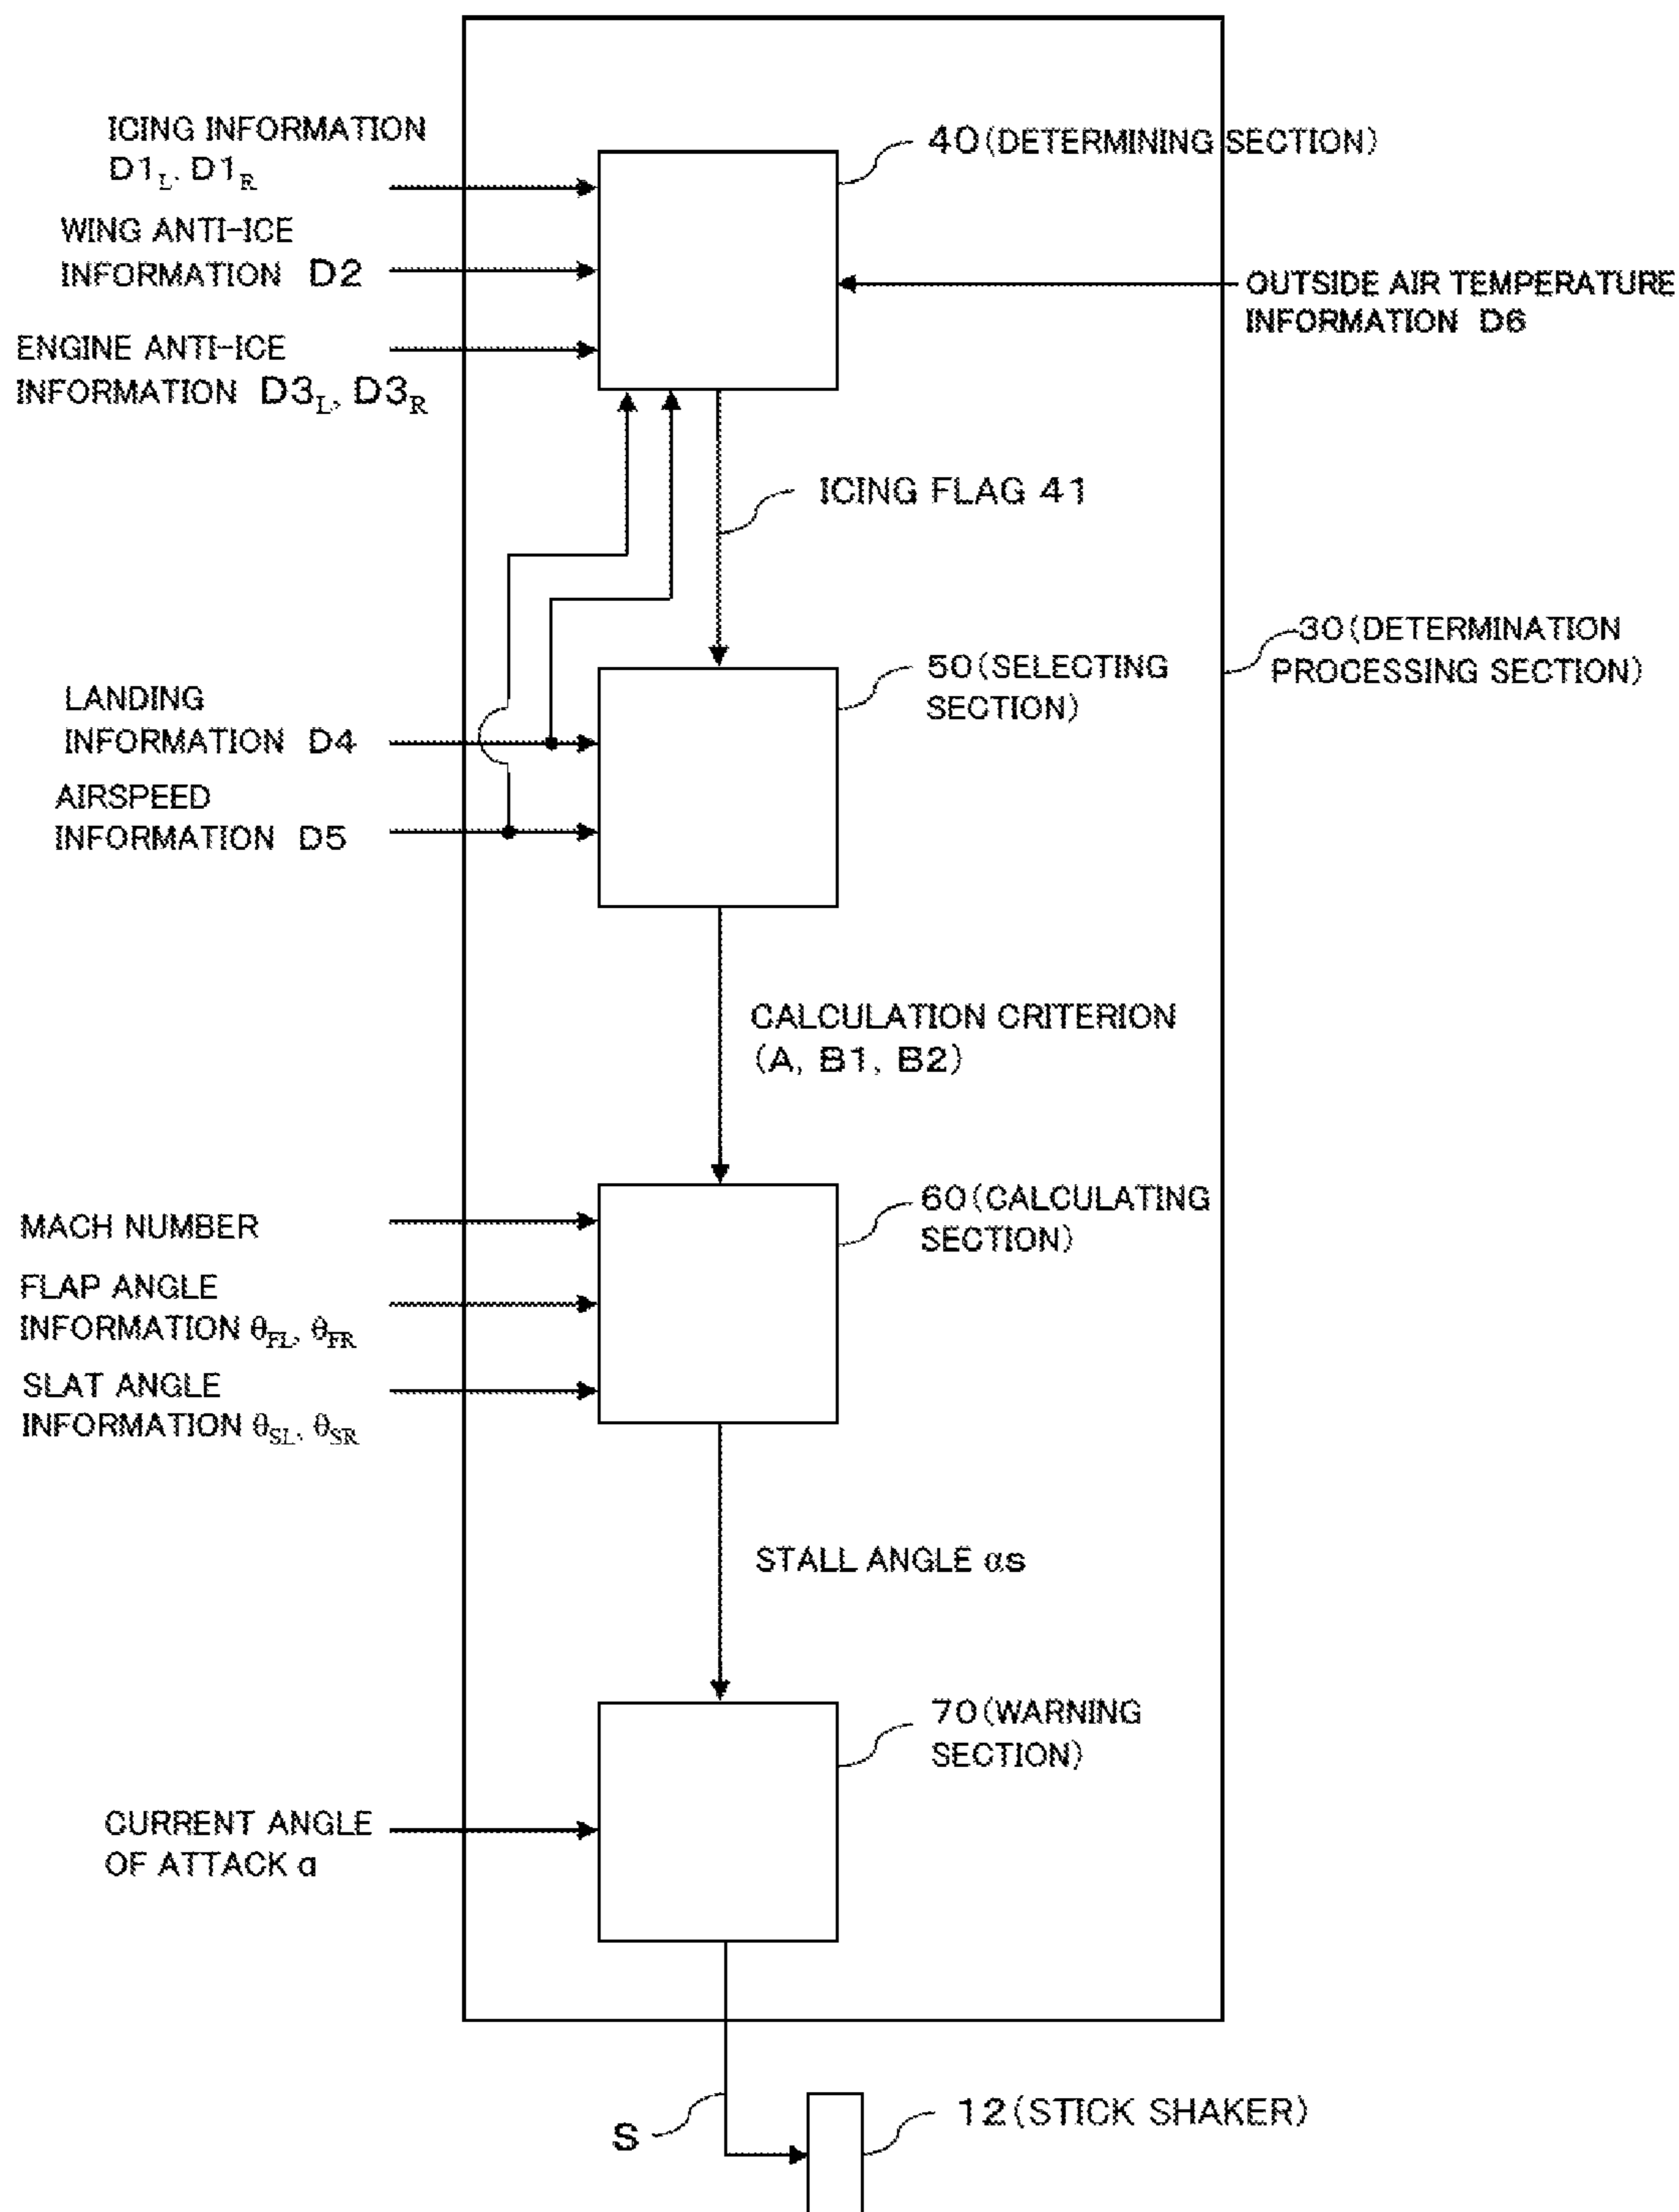 ICING INFORMATION
D1L, D1R
40(DETERMINING SECTION)
WING ANTI-ICE
INFORMATION D2
OUTSIDE AIR TEMPERATURE
INFORMATION D6
ENGINE ANTI-ICE
INFORMATION D3L, D3R
ICING FLAG 41
30(DETERMINATION
PROCESSING SECTION)
50(SELECTING
SECTION)
LANDING
INFORMATION D4
AIRSPEED
INFORMATION D5
CALCULATION CRITERION
(A, B1, B2)
60(CALCULATING
SECTION)
MACH NUMBER
FLAP ANGLE
INFORMATION θFL, θFR
SLAT ANGLE
INFORMATION θSL, θSR
STALL ANGLE αs
70(WARNING
SECTION)
CURRENT ANGLE
OF ATTACK α
S
12(STICK SHAKER)